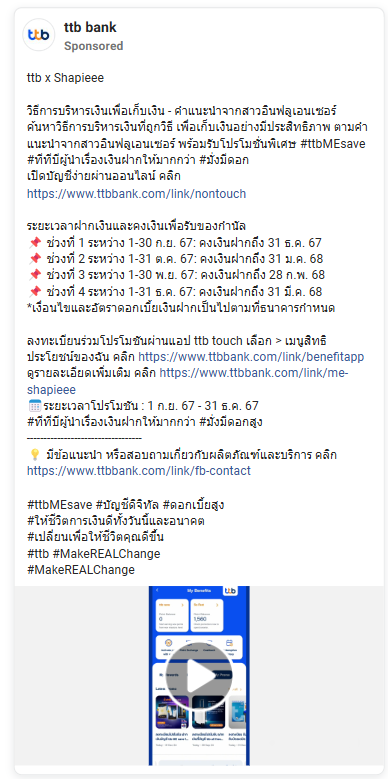 ttb
ttb bank
Sponsored
ttb x Shapieee
วิธีการบริหารเงินเพื่อเก็บเงิน - คำแนะนำจากสาวอินฟลูเอนเซอร์
ค้นหาวิธีการบริหารเงินที่ถูกวิธี เพื่อเก็บเงินอย่างมีประสิทธิภาพ ตามคำ
แนะนำจากสาวอินฟลูเอนเซอร์ พร้อมรับโปรโมชั่นพิเศษ #ttbMEsave
#ทีทีบีผู้นำเรื่องเงินฝากให้มากกว่า #มั่งมีดอก
เปิดบัญชีง่ายผ่านออนไลน์ คลิก
https://www.ttbbank.com/link/nontouch
ระยะเวลาฝากเงินและคงเงินเพื่อรับของกำนัล
📌 ช่วงที่ 1 ระหว่าง 1-30 ก.ย. 67: คงเงินฝากถึง 31 ธ.ค. 67
📌 ช่วงที่ 2 ระหว่าง 1-31 ต.ค. 67: คงเงินฝากถึง 31 ม.ค. 68
📌 ช่วงที่ 3 ระหว่าง 1-30 พ.ย. 67: คงเงินฝากถึง 28 ก.พ. 68
📌 ช่วงที่ 4 ระหว่าง 1-31 ธ.ค. 67: คงเงินฝากถึง 31 มี.ค. 68
*เงื่อนไขและอัตราดอกเบี้ยเงินฝากเป็นไปตามที่ธนาคารกำหนด
ลงทะเบียนร่วมโปรโมชันผ่านแอป ttb touch เลือก > เมนูสิทธิ
ประโยชน์ของฉัน คลิก https://www.ttbbank.com/link/benefitapp
ดูรายละเอียดเพิ่มเติม คลิก https://www.ttbbank.com/link/me-
shapieee
🗓️ระยะเวลาโปรโมชัน : 1 ก.ย. 67 - 31 ธ.ค. 67
#ทีทีบีผู้นำเรื่องเงินฝากให้มากกว่า #มั่งมีดอกสูง
----------------------------------
💡 มีข้อแนะนำ หรือสอบถามเกี่ยวกับผลิตภัณฑ์และบริการ คลิก
https://www.ttbbank.com/link/fb-contact
#ttbMEsave #บัญชีดิจิทัล #ดอกเบี้ยสูง
#ให้ชีวิตการเงินดีทั้งวันนี้และอนาคต
#เปลี่ยนเพื่อให้ชีวิตคุณดีขึ้น
#ttb #MakeREALChange
#MakeREALChange
My Benefits
ttb
0
1,560